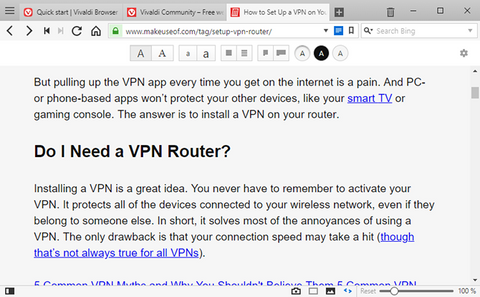 Quick start | Vivaldi Browser
Vivaldi Community – Free w
How to Set Up a VPN on Yo
www.makeuseof.com/tag/setup-vpn-router/
Search Bing
A A a a A A A
But pulling up the VPN app every time you get on the internet is a pain. And PC-
or phone-based apps won't protect your other devices, like your smart TV or
gaming console. The answer is to install a VPN on your router.
Do I Need a VPN Router?
Installing a VPN is a great idea. You never have to remember to activate your
VPN. It protects all of the devices connected to your wireless network, even if they
belong to someone else. In short, it solves most of the annoyances of using a
VPN. The only drawback is that your connection speed may take a hit (though
that's not always true for all VPNs).
5 Common VPN Myths and Why You Shouldn't Believe Them 5 Common VPN
Reset 100 %